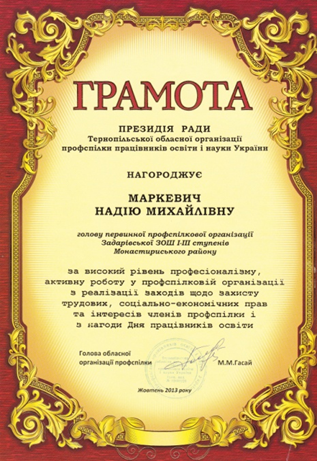 ГРАМОТА
ПРЕЗИДІЯ РАДИ
Тернопільської обласної організації
профспілки працівників освіти і науки України
НАГОРОДЖУЄ
МАРКЕВИЧ
НАДІЮ МИХАЙЛІВНУ
голову первинної профспілкової організації
Задарівської ЗОШ І-ІІІ ступенів
Монастириського району
за високий рівень професіоналізму,
активну роботу у профспілковій організації
з реалізації заходів щодо захисту
трудових, соціально-економічних прав
та інтересів членів профспілки і
з нагоди Дня працівників освіти
Голова обласної
організації профспілки
М.М.Гасай
Жовтень 2013 року